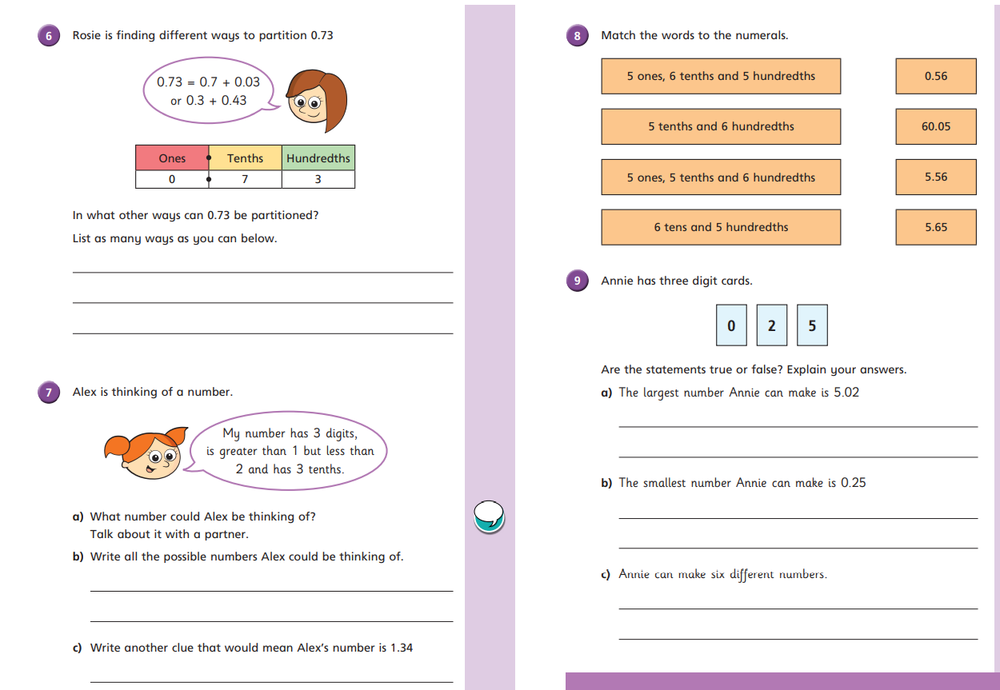 6 Rosie is finding different ways to partition 0.73
0.73 = 0.7 + 0.03
or 0.3 + 0.43
Ones Tenths Hundredths
0 7 3
In what other ways can 0.73 be partitioned?
List as many ways as you can below.
7 Alex is thinking of a number.
My number has 3 digits,
is greater than 1 but less than
2 and has 3 tenths.
a) What number could Alex be thinking of?
Talk about it with a partner.
b) Write all the possible numbers Alex could be thinking of.
c) Write another clue that would mean Alex's number is 1.34
8 Match the words to the numerals.
5 ones, 6 tenths and 5 hundredths 0.56
5 tenths and 6 hundredths 60.05
5 ones, 5 tenths and 6 hundredths 5.56
6 tens and 5 hundredths 5.65
9 Annie has three digit cards.
0 2 5
Are the statements true or false? Explain your answers.
a) The largest number Annie can make is 5.02
b) The smallest number Annie can make is 0.25
c) Annie can make six different numbers.